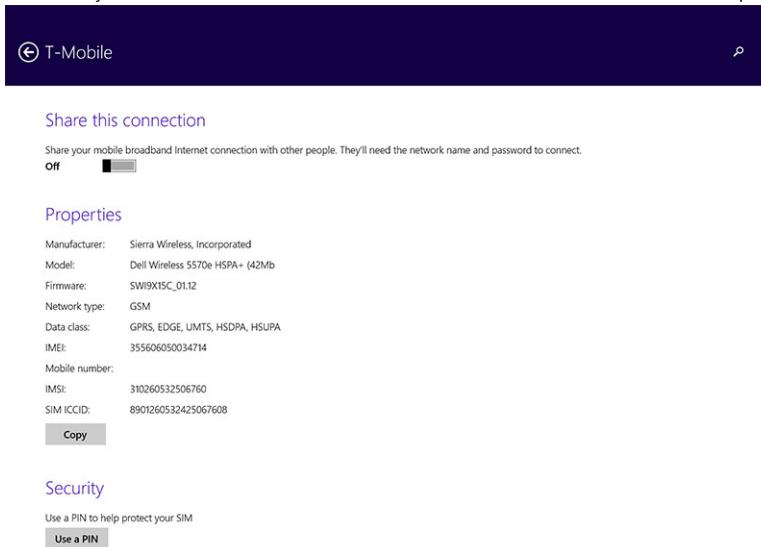 T-Mobile
Share this connection
Share your mobile broadband Internet connection with other people. They'll need the network name and password to connect.
Off
Properties
Manufacturer: Sierra Wireless, Incorporated
Model: Dell Wireless 5570e HSPA+ (42Mb
Firmware: SWI9X15C_01.12
Network type: GSM
Data class: GPRS, EDGE, UMTS, HSDPA, HSUPA
IMEI: 355606050034714
Mobile number:
IMSI: 310260532506760
SIM ICCID: 8901260532425067608
Copy
Security
Use a PIN to help protect your SIM
Use a PIN